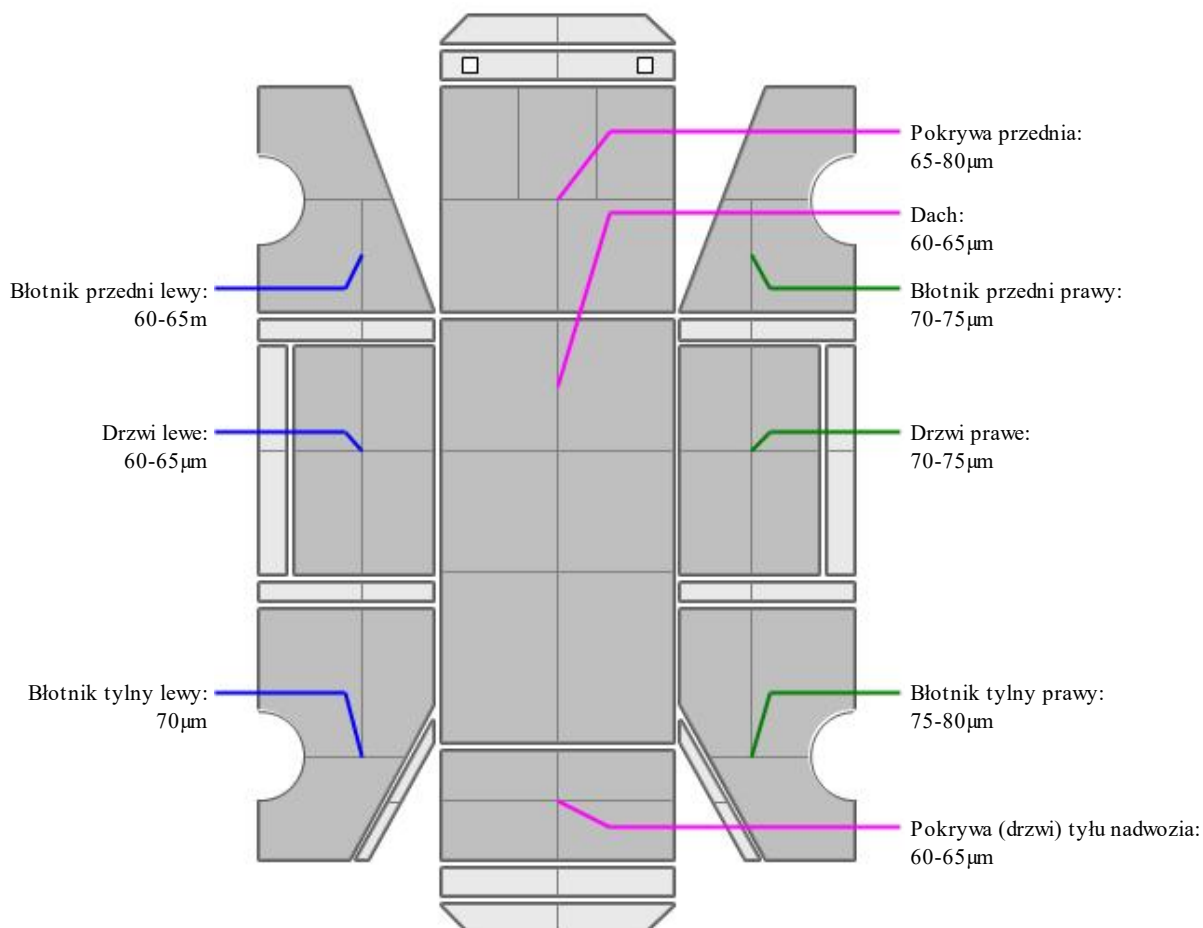 Pokrywa przednia:
65-80µm
Dach:
60-65µm
Błotnik przedni lewy:
60-65m
Błotnik przedni prawy:
70-75µm
Drzwi lewe:
60-65µm
Drzwi prawe:
70-75µm
Błotnik tylny lewy:
70µm
Błotnik tylny prawy:
75-80µm
Pokrywa (drzwi) tyłu nadwozia:
60-65µm